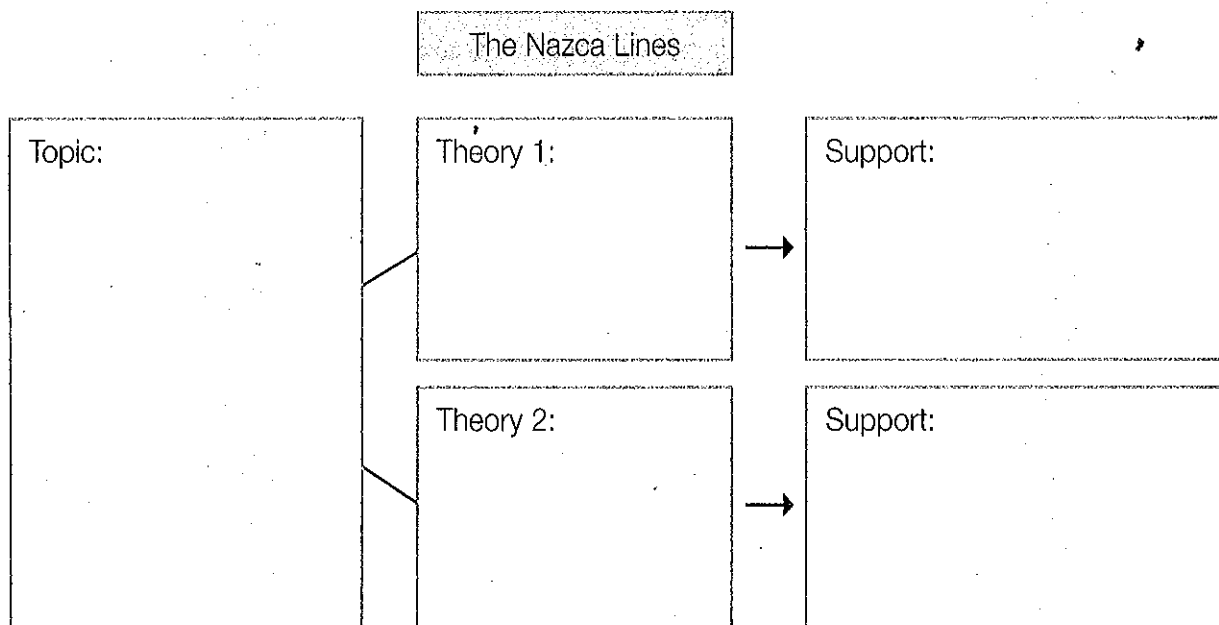 The Nazca Lines
Topic:
Theory 1:
Support:
Theory 2:
Support: